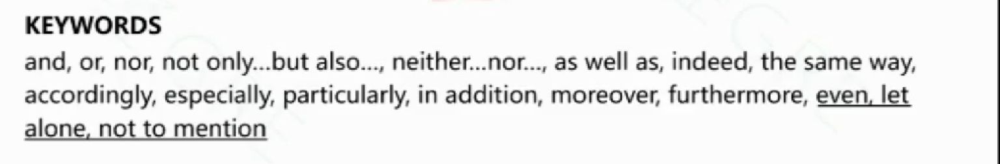 KEYWORDS
and, or, nor, not only...but also..., neither...nor..., as well as, indeed, the same way,
accordingly, especially, particularly, in addition, moreover, furthermore, even, let
alone, not to mention